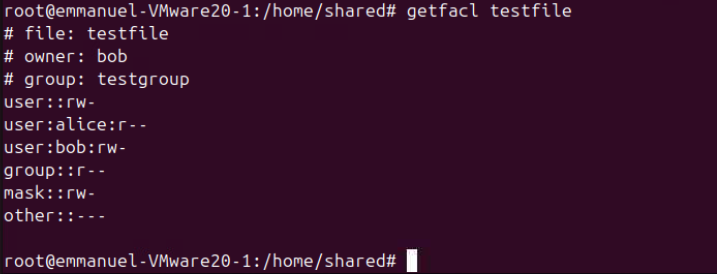 root@emmanuel-VMware20-1:/home/shared# getfacl testfile
# file: testfile
# owner: bob
# group: testgroup
user::rw-
user:alice:r--
user:bob:rw-
group::r--
mask::rw-
other::---
root@emmanuel-VMware20-1:/home/shared#